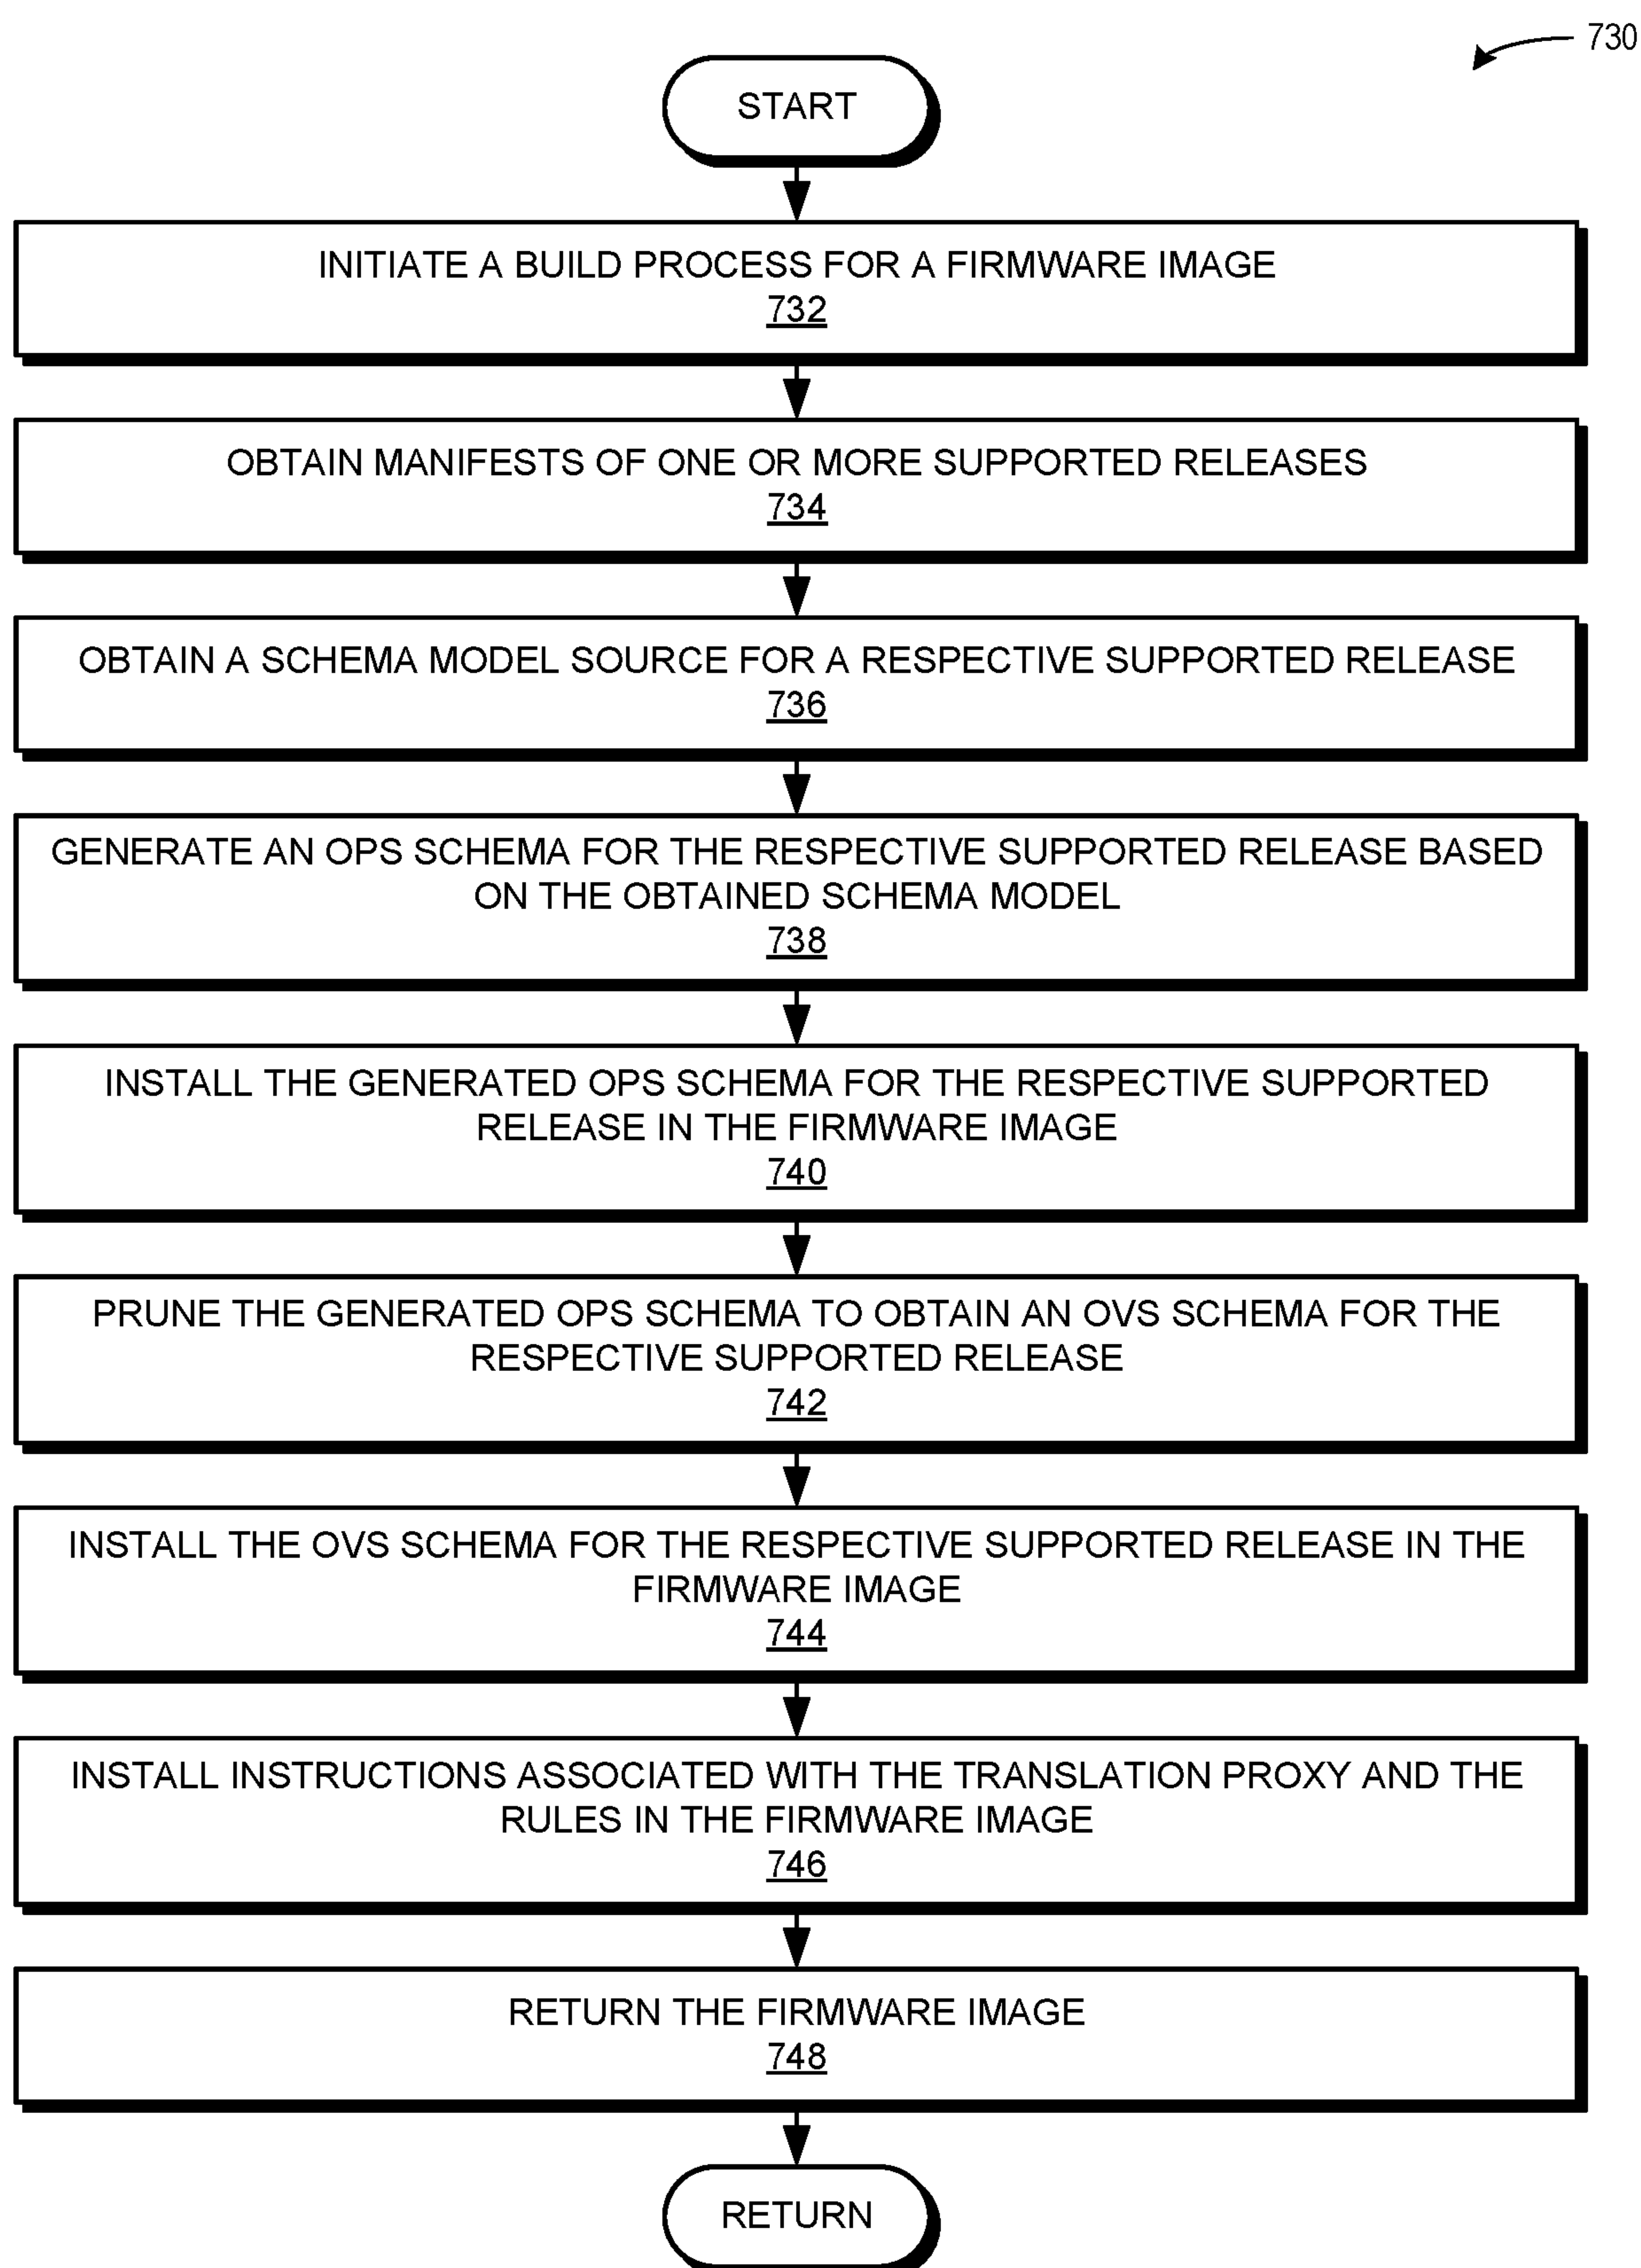 730
START
INITIATE A BUILD PROCESS FOR A FIRMWARE IMAGE
732
OBTAIN MANIFESTS OF ONE OR MORE SUPPORTED RELEASES
734
OBTAIN A SCHEMA MODEL SOURCE FOR A RESPECTIVE SUPPORTED RELEASE
736
GENERATE AN OPS SCHEMA FOR THE RESPECTIVE SUPPORTED RELEASE BASED
ON THE OBTAINED SCHEMA MODEL
738
INSTALL THE GENERATED OPS SCHEMA FOR THE RESPECTIVE SUPPORTED
RELEASE IN THE FIRMWARE IMAGE
740
PRUNE THE GENERATED OPS SCHEMA TO OBTAIN AN OVS SCHEMA FOR THE
RESPECTIVE SUPPORTED RELEASE
742
INSTALL THE OVS SCHEMA FOR THE RESPECTIVE SUPPORTED RELEASE IN THE
FIRMWARE IMAGE
744
INSTALL INSTRUCTIONS ASSOCIATED WITH THE TRANSLATION PROXY AND THE
RULES IN THE FIRMWARE IMAGE
746
RETURN THE FIRMWARE IMAGE
748
RETURN